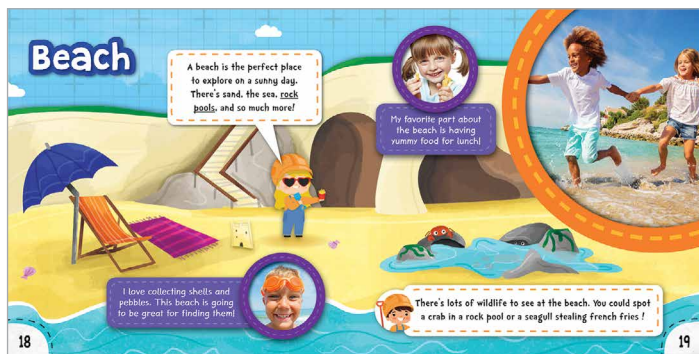 Beach
A beach is the perfect place
to explore on a sunny day.
There's sand, the sea, rock
pools, and so much more!
My favorite part about
the beach is having
yummy food for lunch!
I love collecting shells and
pebbles. This beach is going
to be great for finding them!
There's lots of wildlife to see at the beach. You could spot
a crab in a rock pool or a seagull stealing french fries !
18
19